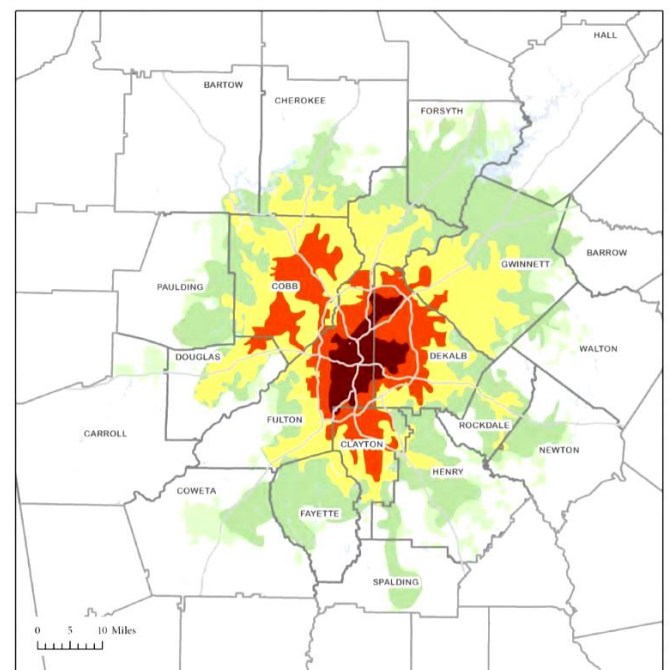 HALL
BARTOW
CHEROKEE
FORSYTH
BARROW
GWINNETT
PAULDING
COBB
WALTON
DOUGLAS
DEKALB
FULTON
ROCKDALE
CARROLL
CLAYTON
NEWTON
HENRY
COWETA
FAYETTE
SPALDING
0 5 10 Miles